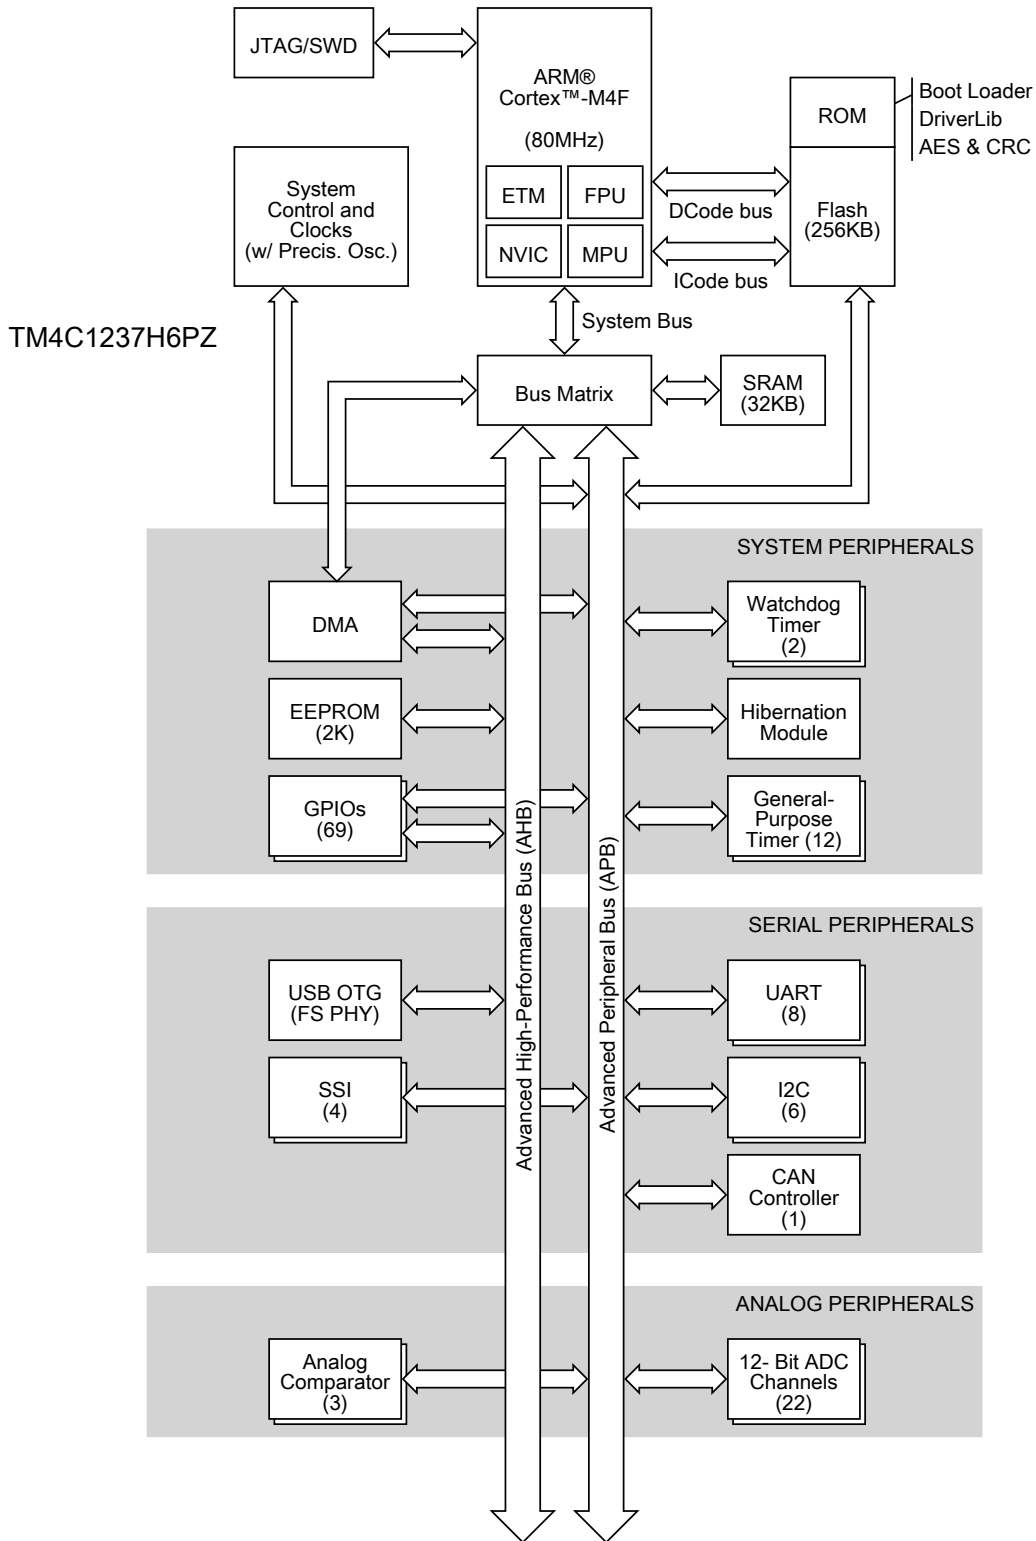 JTAG/SWD
ARM®
Cortex™-M4F
(80MHz)
ETM
FPU
NVIC
MPU
ROM
Boot Loader
DriverLib
AES & CRC
System
Control and
Clocks
(w/ Precis. Osc.)
DCode bus
Flash
(256KB)
ICode bus
System Bus
TM4C1237H6PZ
Bus Matrix
SRAM
(32KB)
SYSTEM PERIPHERALS
DMA
Watchdog
Timer
(2)
EEPROM
(2K)
Hibernation
Module
GPIOs
(69)
General-
Purpose
Timer (12)
Advanced High-Performance Bus (AHB)
Advanced Peripheral Bus (APB)
SERIAL PERIPHERALS
USB OTG
(FS PHY)
UART
(8)
SSI
(4)
I2C
(6)
CAN
Controller
(1)
ANALOG PERIPHERALS
Analog
Comparator
(3)
12- Bit ADC
Channels
(22)